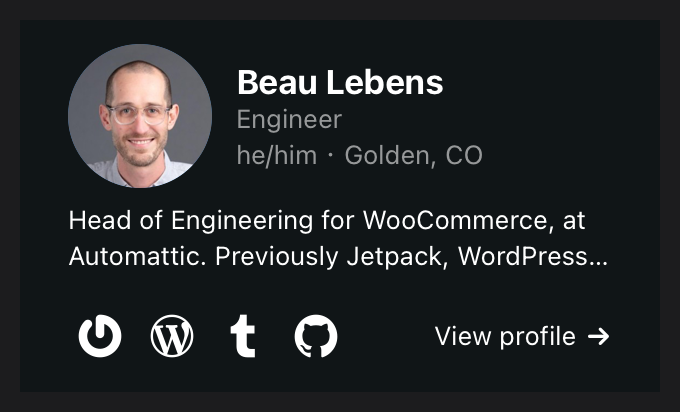 Beau Lebens
Engineer
he/him · Golden, CO
Head of Engineering for WooCommerce, at
Automattic. Previously Jetpack, WordPress...
View profile →